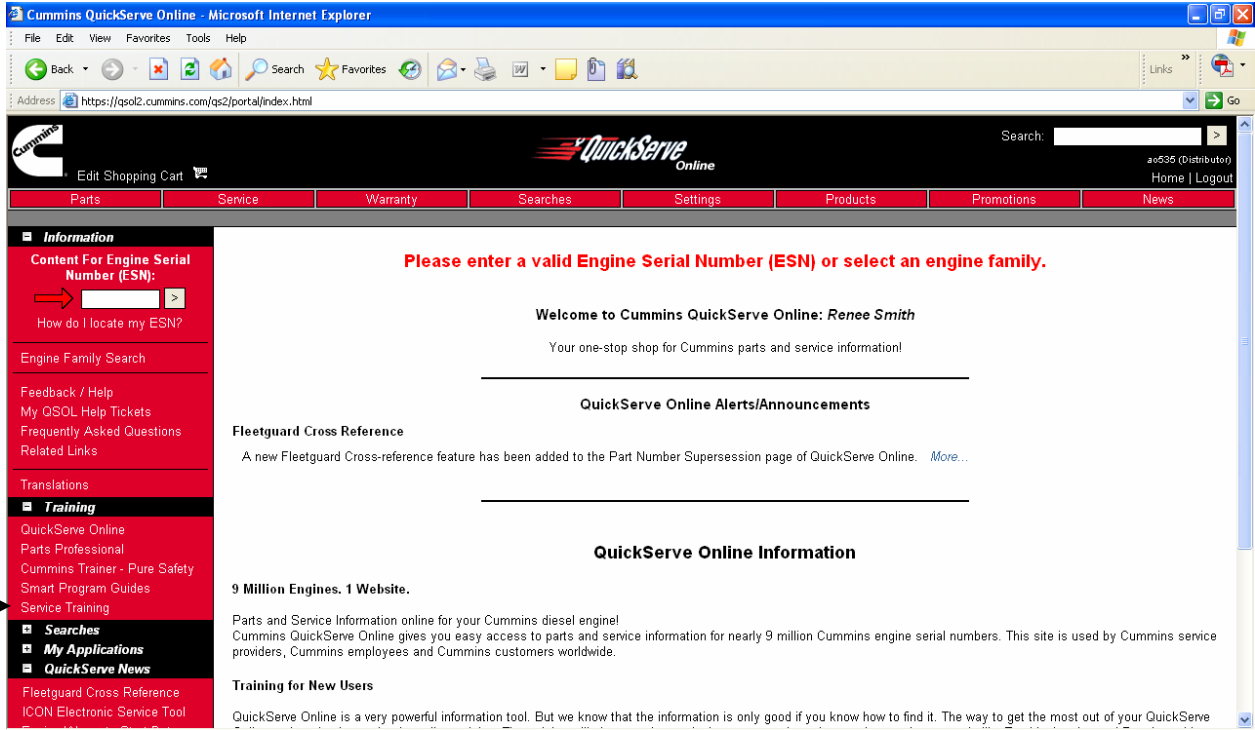 Cummins QuickServe Online - Microsoft Internet Explorer
File Edit View Favorites Tools Help
Back Search Favorites Links
Address https://qsol2.cummins.com/qs2/portal/index.html Go
Cummins
QuickServe
Online
Search: >
ao535 (Distributor)
Edit Shopping Cart
Home | Logout
Parts Service Warranty Searches Settings Products Promotions News
Information
Content For Engine Serial
Number (ESN):
>
How do I locate my ESN?
Engine Family Search
Feedback / Help
My QSOL Help Tickets
Frequently Asked Questions
Related Links
Translations
Training
QuickServe Online
Parts Professional
Cummins Trainer - Pure Safety
Smart Program Guides
Service Training
Searches
My Applications
QuickServe News
Fleetguard Cross Reference
ICON Electronic Service Tool
Please enter a valid Engine Serial Number (ESN) or select an engine family.
Welcome to Cummins QuickServe Online: Renee Smith
Your one-stop shop for Cummins parts and service information!
QuickServe Online Alerts/Announcements
Fleetguard Cross Reference
A new Fleetguard Cross-reference feature has been added to the Part Number Supersession page of QuickServe Online. More...
QuickServe Online Information
9 Million Engines. 1 Website.
Parts and Service Information online for your Cummins diesel engine!
Cummins QuickServe Online gives you easy access to parts and service information for nearly 9 million Cummins engine serial numbers. This site is used by Cummins service
providers, Cummins employees and Cummins customers worldwide.
Training for New Users
QuickServe Online is a very powerful information tool. But we know that the information is only good if you know how to find it. The way to get the most out of your QuickServe